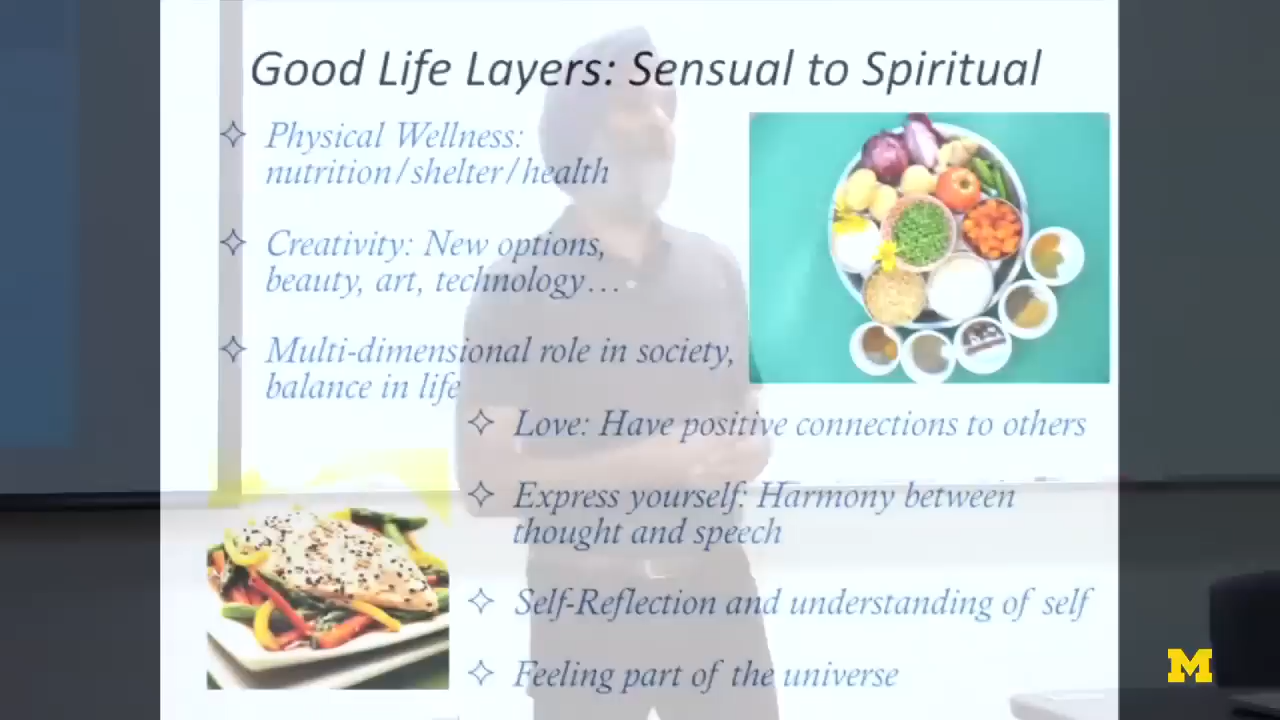 Good Life Layers: Sensual to Spiritual
Physical Wellness:
nutrition/shelter/health
Creativity: New options,
beauty, art, technology…
Multi-dimensional role in society,
balance in life
Love: Have positive connections to others
Express yourself: Harmony between
thought and speech
Self-Reflection and understanding of self
Feeling part of the universe
M